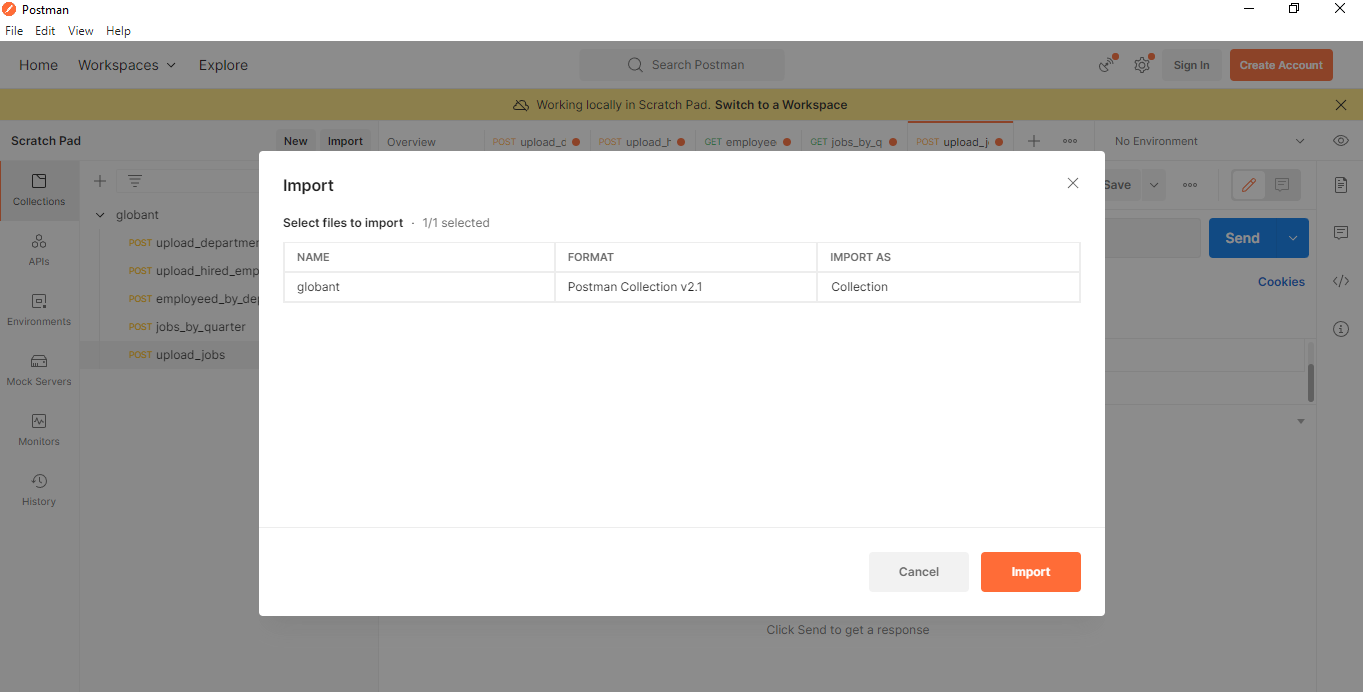 Postman
File Edit View Help
Home Workspaces Explore Search Postman Sign In Create Account
Working locally in Scratch Pad. Switch to a Workspace
Scratch Pad New Import Overview POST upload_d POST upload_h GET employee GET jobs_by_q POST upload_j No Environment
Import
Save
Select files to import · 1/1 selected
NAME FORMAT IMPORT AS
globant Postman Collection v2.1 Collection
Cancel Import
Collections
APIs
Environments
Mock Servers
Monitors
History
globant
POST upload_departmen
POST upload_hired_emp
POST employeed_by_dep
POST jobs_by_quarter
POST upload_jobs
Send
Cookies
Click Send to get a response